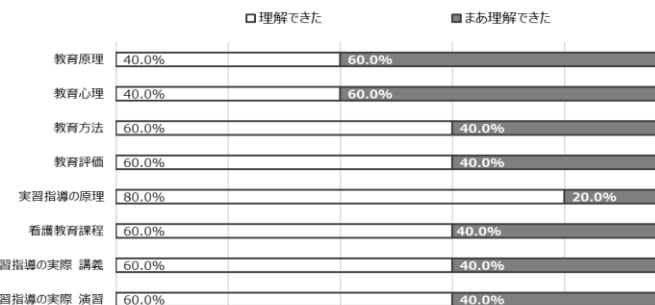 理解できた まあ理解できた
教育原理 40.0% 60.0%
教育心理 40.0% 60.0%
教育方法 60.0% 40.0%
教育評価 60.0% 40.0%
実習指導の原理 80.0% 20.0%
看護教育課程 60.0% 40.0%
習指導の実際 講義 60.0% 40.0%
習指導の実際 演習 60.0% 40.0%